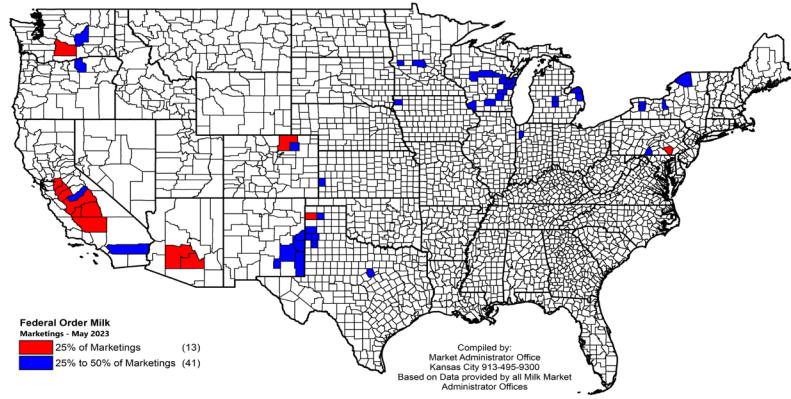 Federal Order Milk
Marketings - May 2023
25% of Marketings (13)
25% to 50% of Marketings (41)
Compiled by:
Market Administrator Office
Kansas City 913-495-9300
Based on Data provided by all Milk Market
Administrator Offices